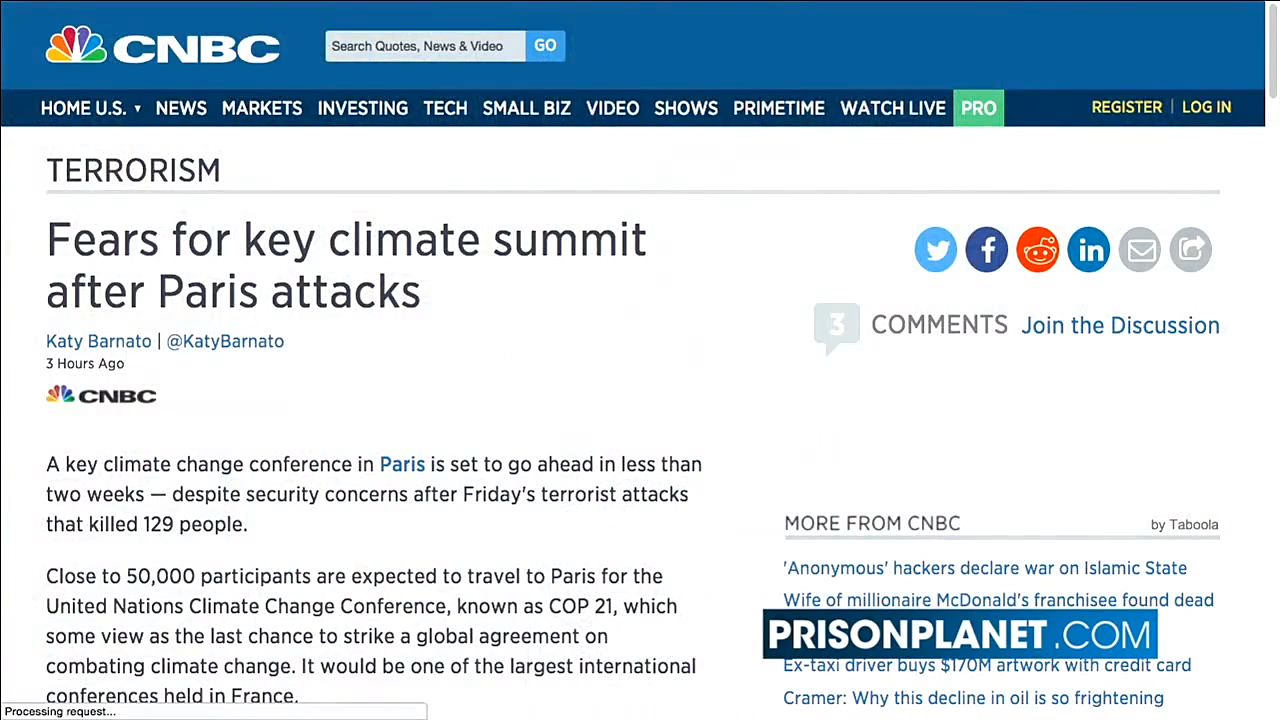 CNBC
Search Quotes, News & Video GO
HOME U.S. ▾ NEWS MARKETS INVESTING TECH SMALL BIZ VIDEO SHOWS PRIMETIME WATCH LIVE PRO REGISTER | LOG IN
TERRORISM
Fears for key climate summit
after Paris attacks
Katy Barnato | @KatyBarnato
3 Hours Ago
CNBC
3 COMMENTS Join the Discussion
A key climate change conference in Paris is set to go ahead in less than
two weeks — despite security concerns after Friday's terrorist attacks
that killed 129 people.
Close to 50,000 participants are expected to travel to Paris for the
United Nations Climate Change Conference, known as COP 21, which
some view as the last chance to strike a global agreement on
combating climate change. It would be one of the largest international
conferences held in France.
MORE FROM CNBC by Taboola
'Anonymous' hackers declare war on Islamic State
Wife of millionaire McDonald's franchisee found dead
PRISONPLANET.COM
Ex-taxi driver buys $170M artwork with credit card
Cramer: Why this decline in oil is so frightening
Processing request...